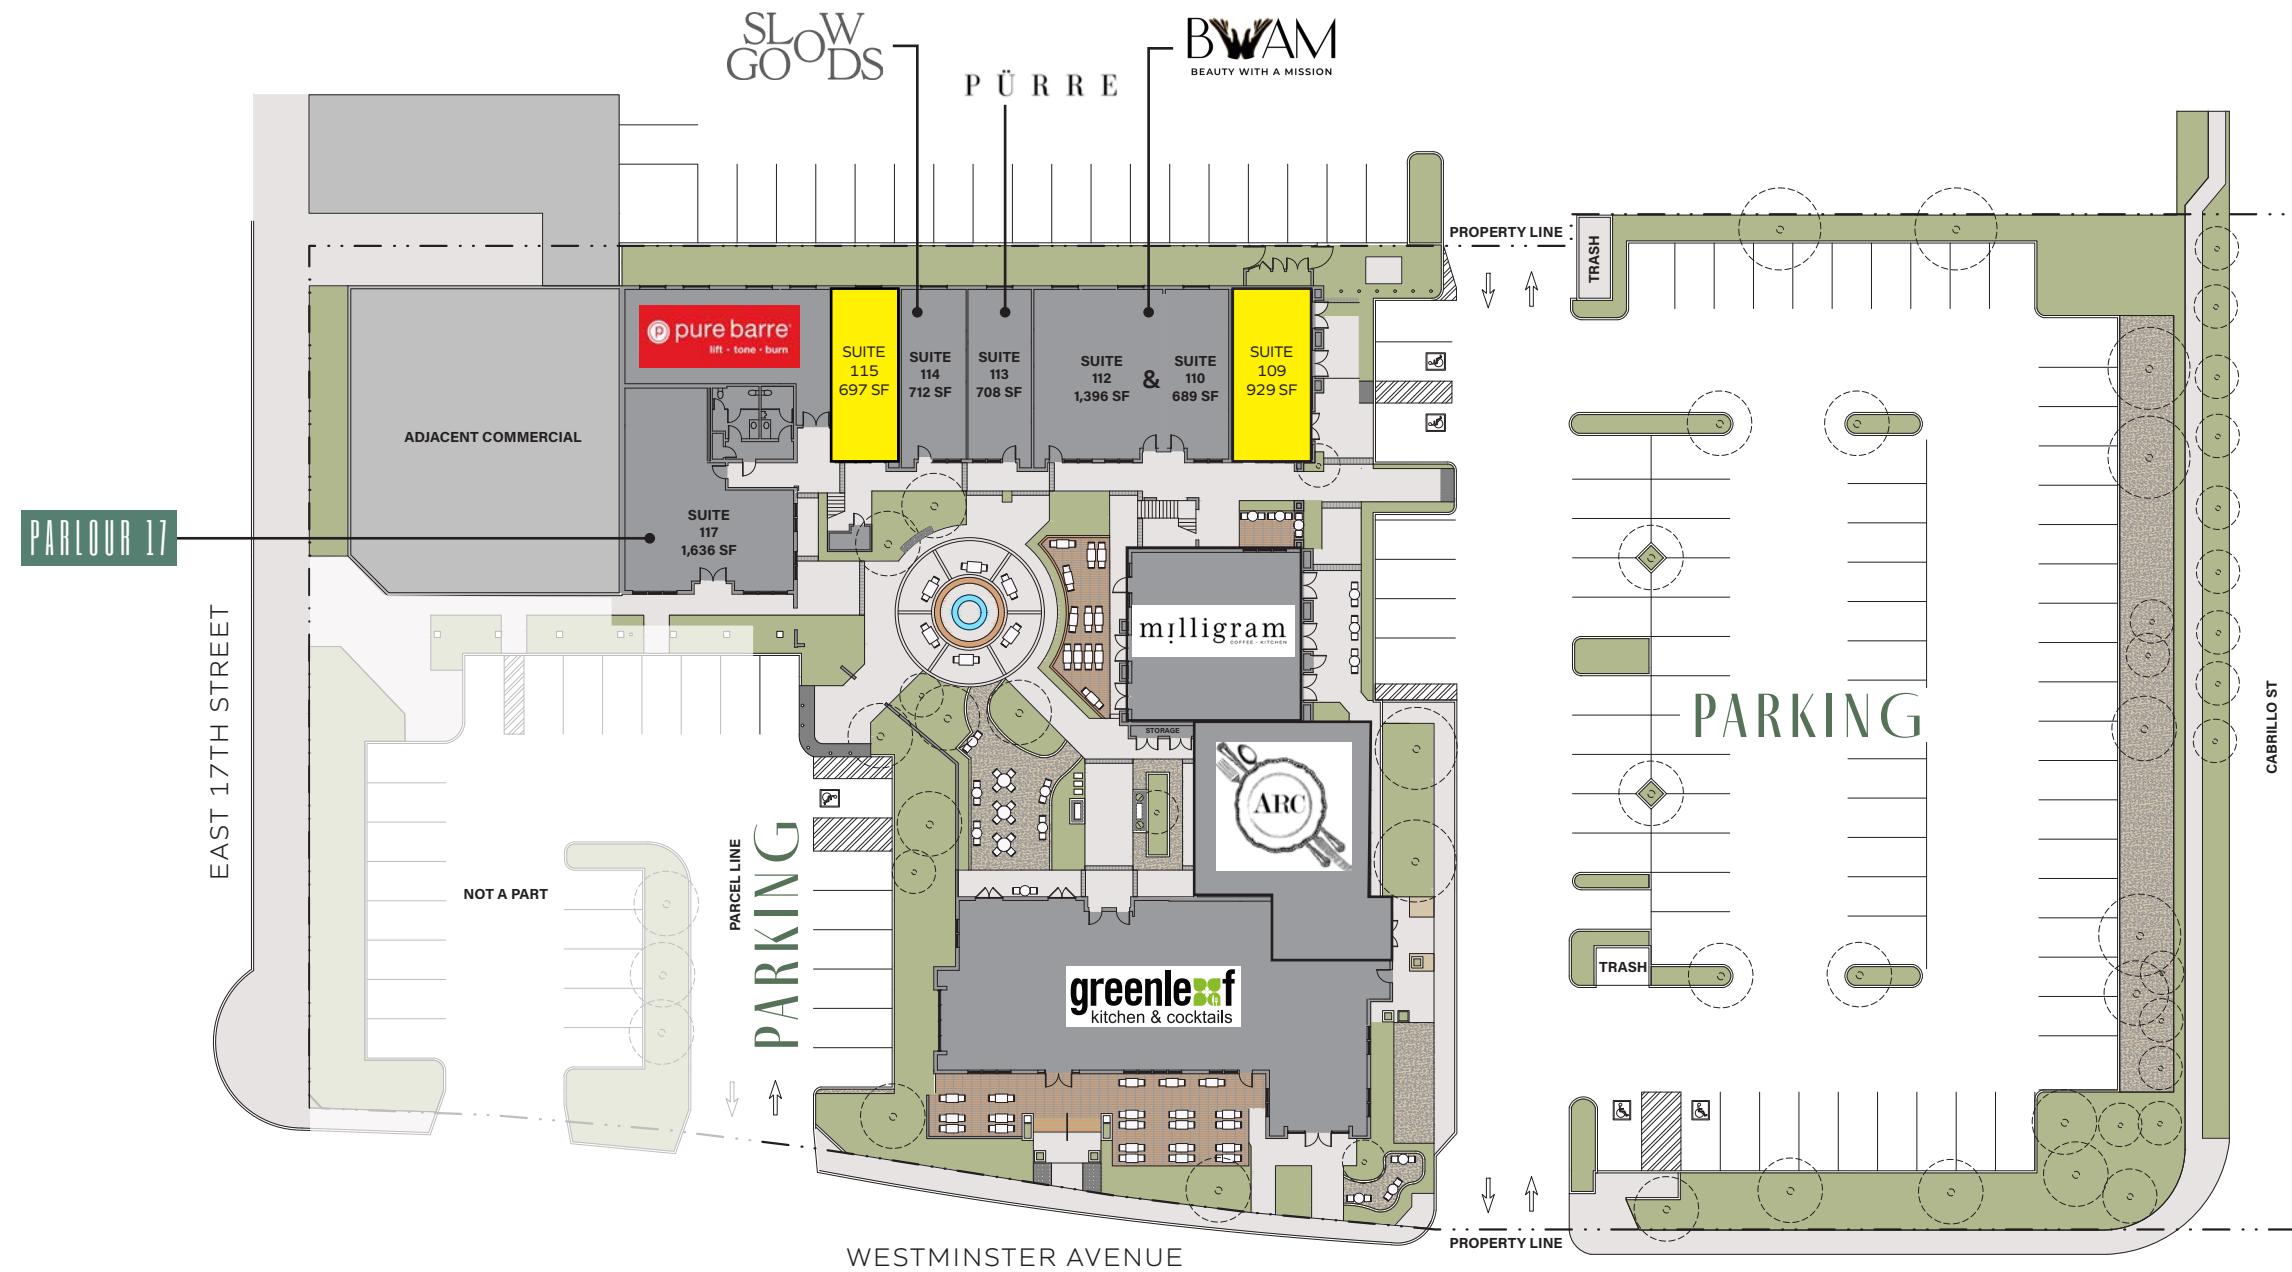 SLOW
GOODS
PÜRRE
BWAM
BEAUTY WITH A MISSION
PROPERTY LINE
TRASH
pure barre
lift - tone - burn
SUITE
115
697 SF
SUITE
114
712 SF
SUITE
113
708 SF
SUITE
112
1,396 SF
&
SUITE
110
689 SF
SUITE
109
929 SF
ADJACENT COMMERCIAL
PARLOUR 17
SUITE
117
1,636 SF
milligram
COFFEE + KITCHEN
STORAGE
ARC
EAST 17TH STREET
NOT A PART
PARCEL LINE
PARKING
greenleaf
kitchen & cocktails
PARKING
TRASH
CABRILLO ST
PROPERTY LINE
WESTMINSTER AVENUE